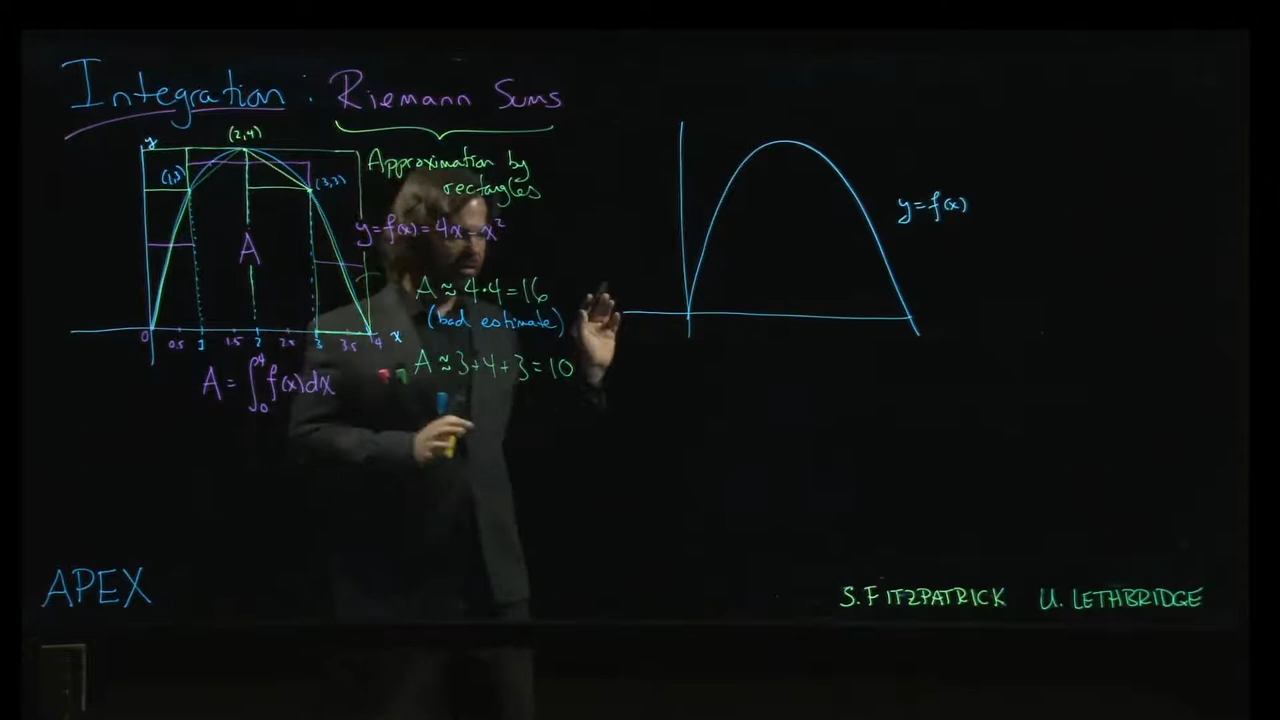 Integration: Riemann Sums
Approximation by
rectangles
y
(2,4)
(1,3)
(3,3)
A
0 0.5 1 1.5 2 2.5 3 3.5 4 x
y=f(x)=4x-x²
A≈4·4=16
(bad estimate)
A≈3+4+3=10
A=∫₀⁴f(x)dx
y=f(x)
APEX
S. FITZPATRICK U. LETHBRIDGE